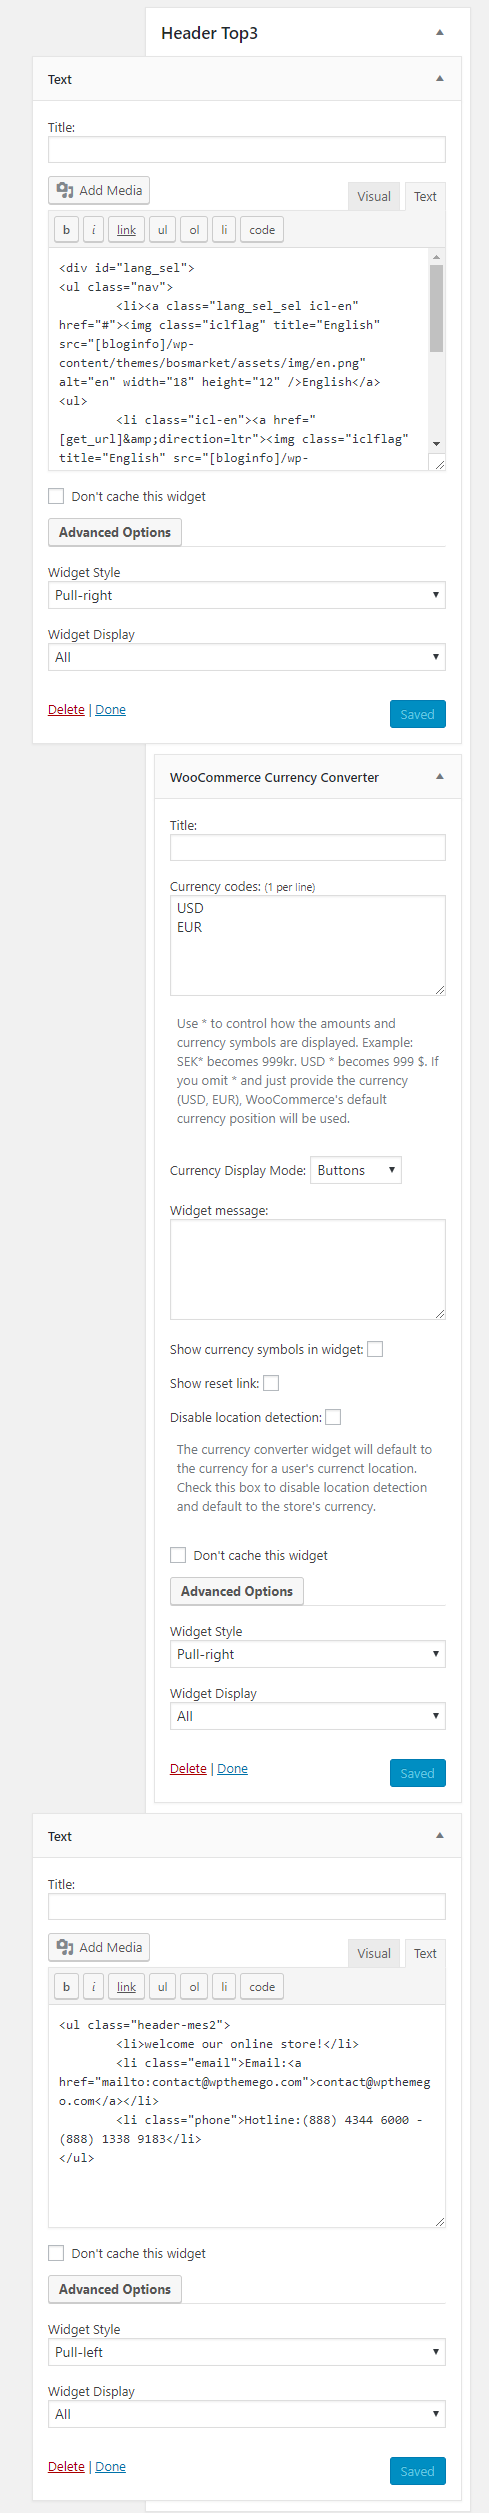 Header Top3
Text
Title:
Add Media
Visual
Text
b
i
link
ul
ol
li
code
<div id="lang_sel">
<ul class="nav">
<li><a class="lang_sel_sel icl-en"
href="#"><img class="iclflag" title="English"
src="[bloginfo]/wp-
content/themes/bosmarket/assets/img/en.png"
alt="en" width="18" height="12" />English</a>
<ul>
<li class="icl-en"><a href="
[get_url]&amp;direction=ltr"><img class="iclflag"
title="English" src="[bloginfo]/wp-
Don't cache this widget
Advanced Options
Widget Style
Pull-right
Widget Display
All
Delete | Done
Saved
WooCommerce Currency Converter
Title:
Currency codes: (1 per line)
USD
EUR
Use * to control how the amounts and
currency symbols are displayed. Example:
SEK* becomes 999kr. USD * becomes 999 $. If
you omit * and just provide the currency
(USD, EUR), WooCommerce's default
currency position will be used.
Currency Display Mode: Buttons
Widget message:
Show currency symbols in widget:
Show reset link:
Disable location detection:
The currency converter widget will default to
the currency for a user's currenct location.
Check this box to disable location detection
and default to the store's currency.
Don't cache this widget
Advanced Options
Widget Style
Pull-right
Widget Display
All
Delete | Done
Saved
Text
Title:
Add Media
Visual
Text
b
i
link
ul
ol
li
code
<ul class="header-mes2">
<li>welcome our online store!</li>
<li class="email">Email:<a
href="mailto:contact@wpthemego.com">contact@wpthemeg
o.com</a></li>
<li class="phone">Hotline:(888) 4344 6000 -
(888) 1338 9183</li>
</ul>
Don't cache this widget
Advanced Options
Widget Style
Pull-left
Widget Display
All
Delete | Done
Saved